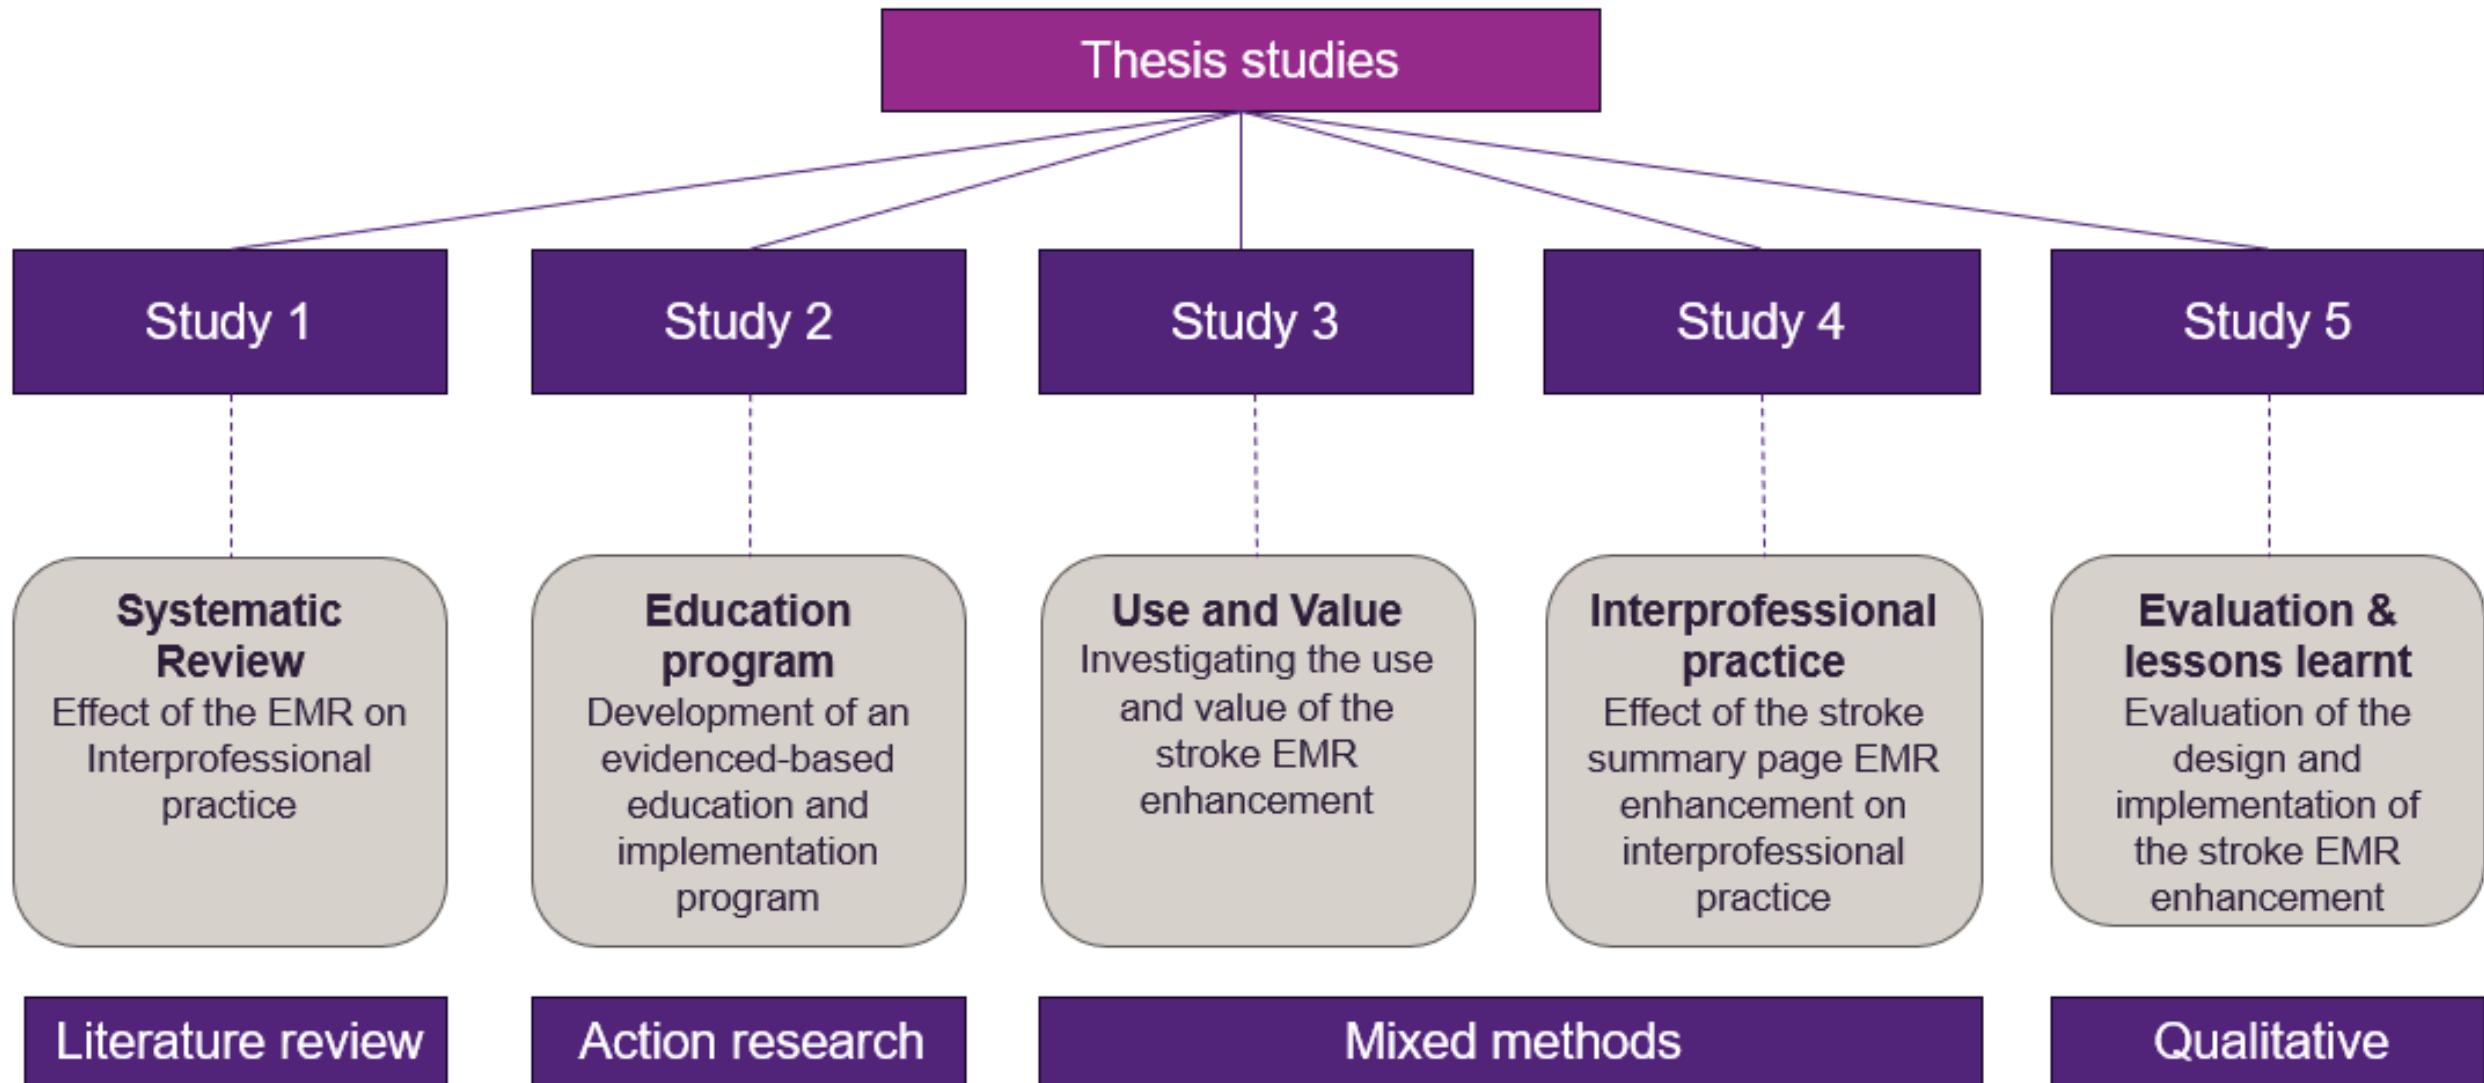 Thesis studies
Study 1
Study 2
Study 3
Study 4
Study 5
Systematic
Review
Effect of the EMR on
Interprofessional
practice
Education
program
Development of an
evidenced-based
education and
implementation
program
Use and Value
Investigating the use
and value of the
stroke EMR
enhancement
Interprofessional
practice
Effect of the stroke
summary page EMR
enhancement on
interprofessional
practice
Evaluation &
lessons learnt
Evaluation of the
design and
implementation of
the stroke EMR
enhancement
Literature review
Action research
Mixed methods
Qualitative